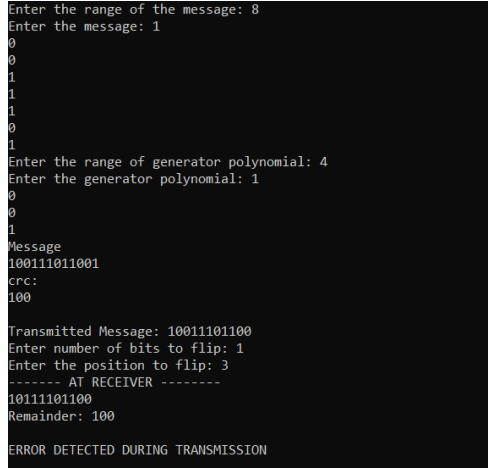 Enter the range of the message: 8
Enter the message: 1
0
0
1
1
1
0
1
Enter the range of generator polynomial: 4
Enter the generator polynomial: 1
0
0
1
Message
100111011001
crc:
100
Transmitted Message: 10011101100
Enter number of bits to flip: 1
Enter the position to flip: 3
------- AT RECEIVER --------
10111101100
Remainder: 100
ERROR DETECTED DURING TRANSMISSION